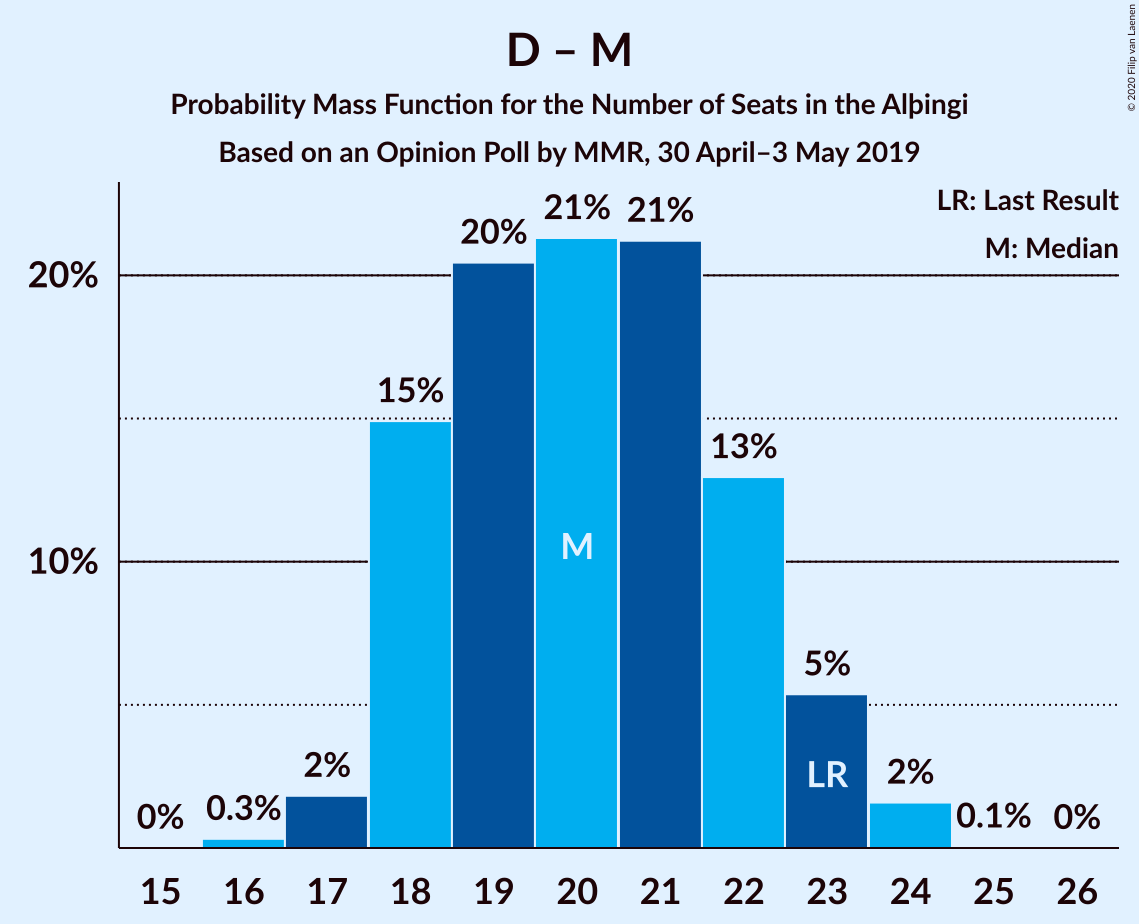 D – M
Probability Mass Function for the Number of Seats in the Alþingi
Based on an Opinion Poll by MMR, 30 April–3 May 2019
© 2020 Filip van Laenen
LR: Last Result
M: Median
20%
10%
0%
0.3%
2%
15%
20%
21%
21%
13%
5%
2%
0.1%
0%
M
LR
15 16 17 18 19 20 21 22 23 24 25 26